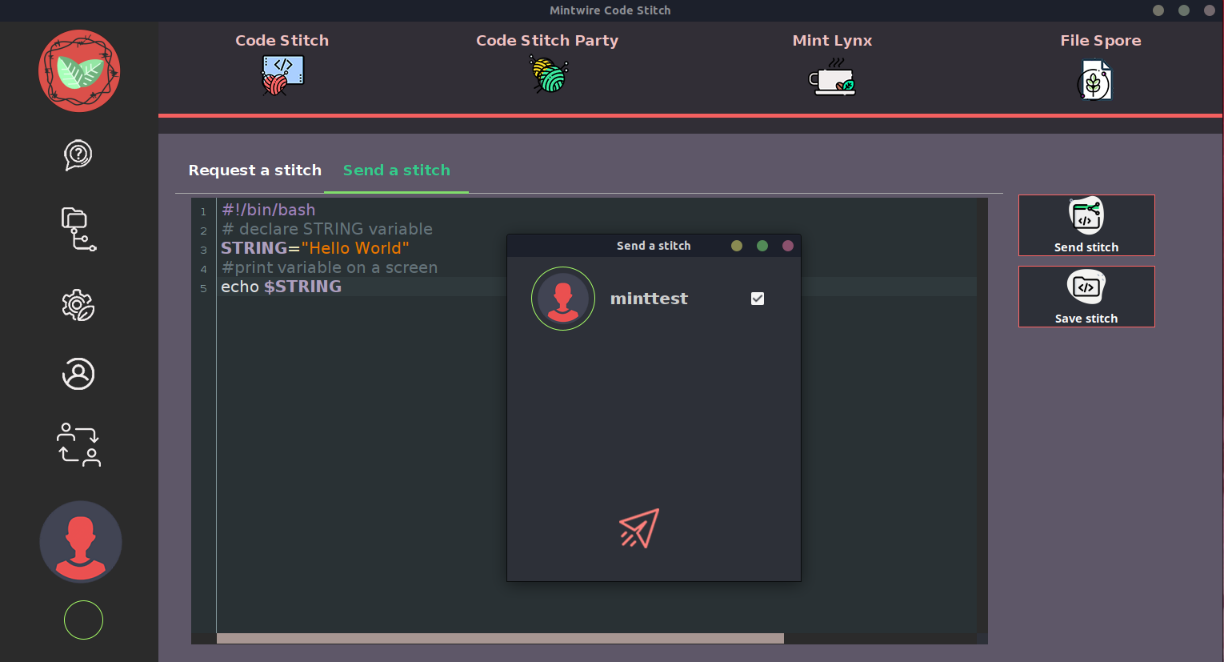 Mintwire Code Stitch
Code Stitch
Code Stitch Party
Mint Lynx
File Spore
Request a stitch
Send a stitch
1 #!/bin/bash
2 # declare STRING variable
3 STRING="Hello World"
4 #print variable on a screen
5 echo $STRING
Send a stitch
minttest
Send stitch
Save stitch